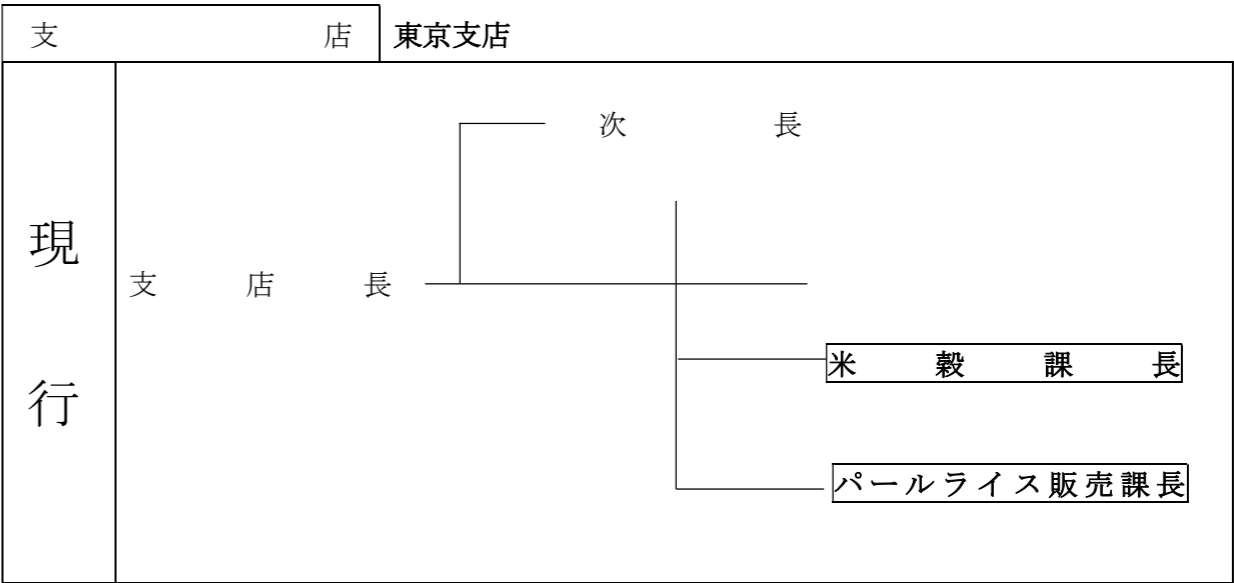 支店 東京支店
次長
現行
支店長
米穀課長
パールライス販売課長